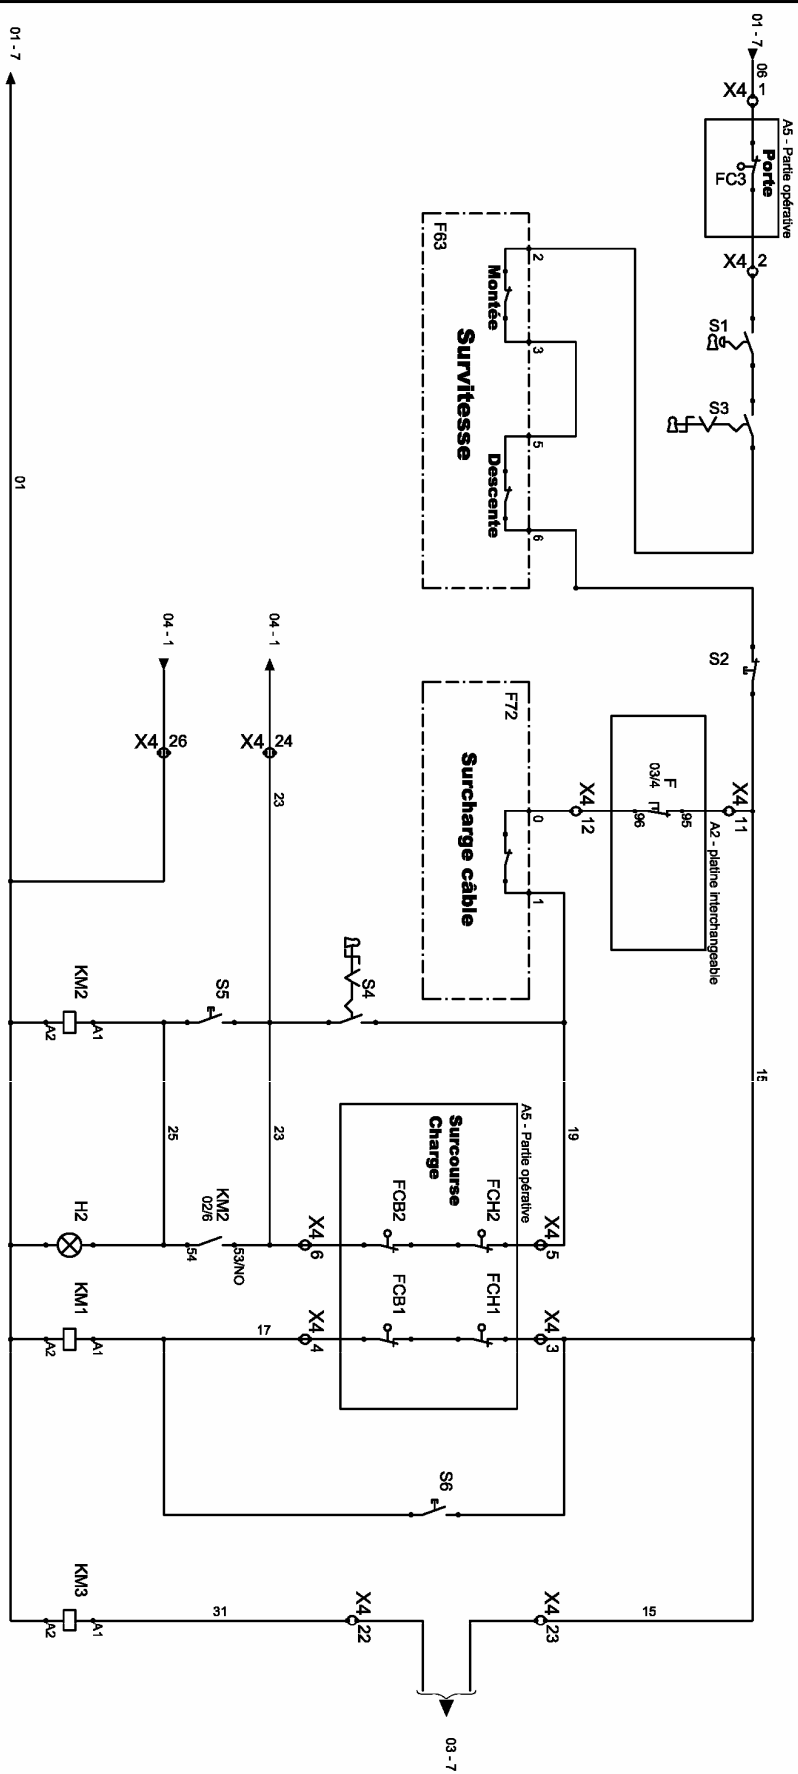 01 - 7
06
X4 1
A5 - Partie opérative
Porte
FC3
X4 2
S1
S3
F63
2
Montée
3
Survitesse
5
Descente
6
S2
X4 11
A2 - platine interchangeable
F
03/4
95
96
X4 12
F72
0
Surcharge câble
1
15
01 - 7
01
04 - 1
X4 26
04 - 1
X4 24
23
S4
S5
KM2
A1
A2
19
A5 - Partie opérative
Surcourse
Charge
23
25
X4 5
FCH2
FCB2
X4 6
KM2
02/6
53/NO
54
H2
X4 3
FCH1
FCB1
X4 4
17
KM1
A1
A2
S6
15
X4 23
X4 22
31
KM3
A1
A2
03 - 7